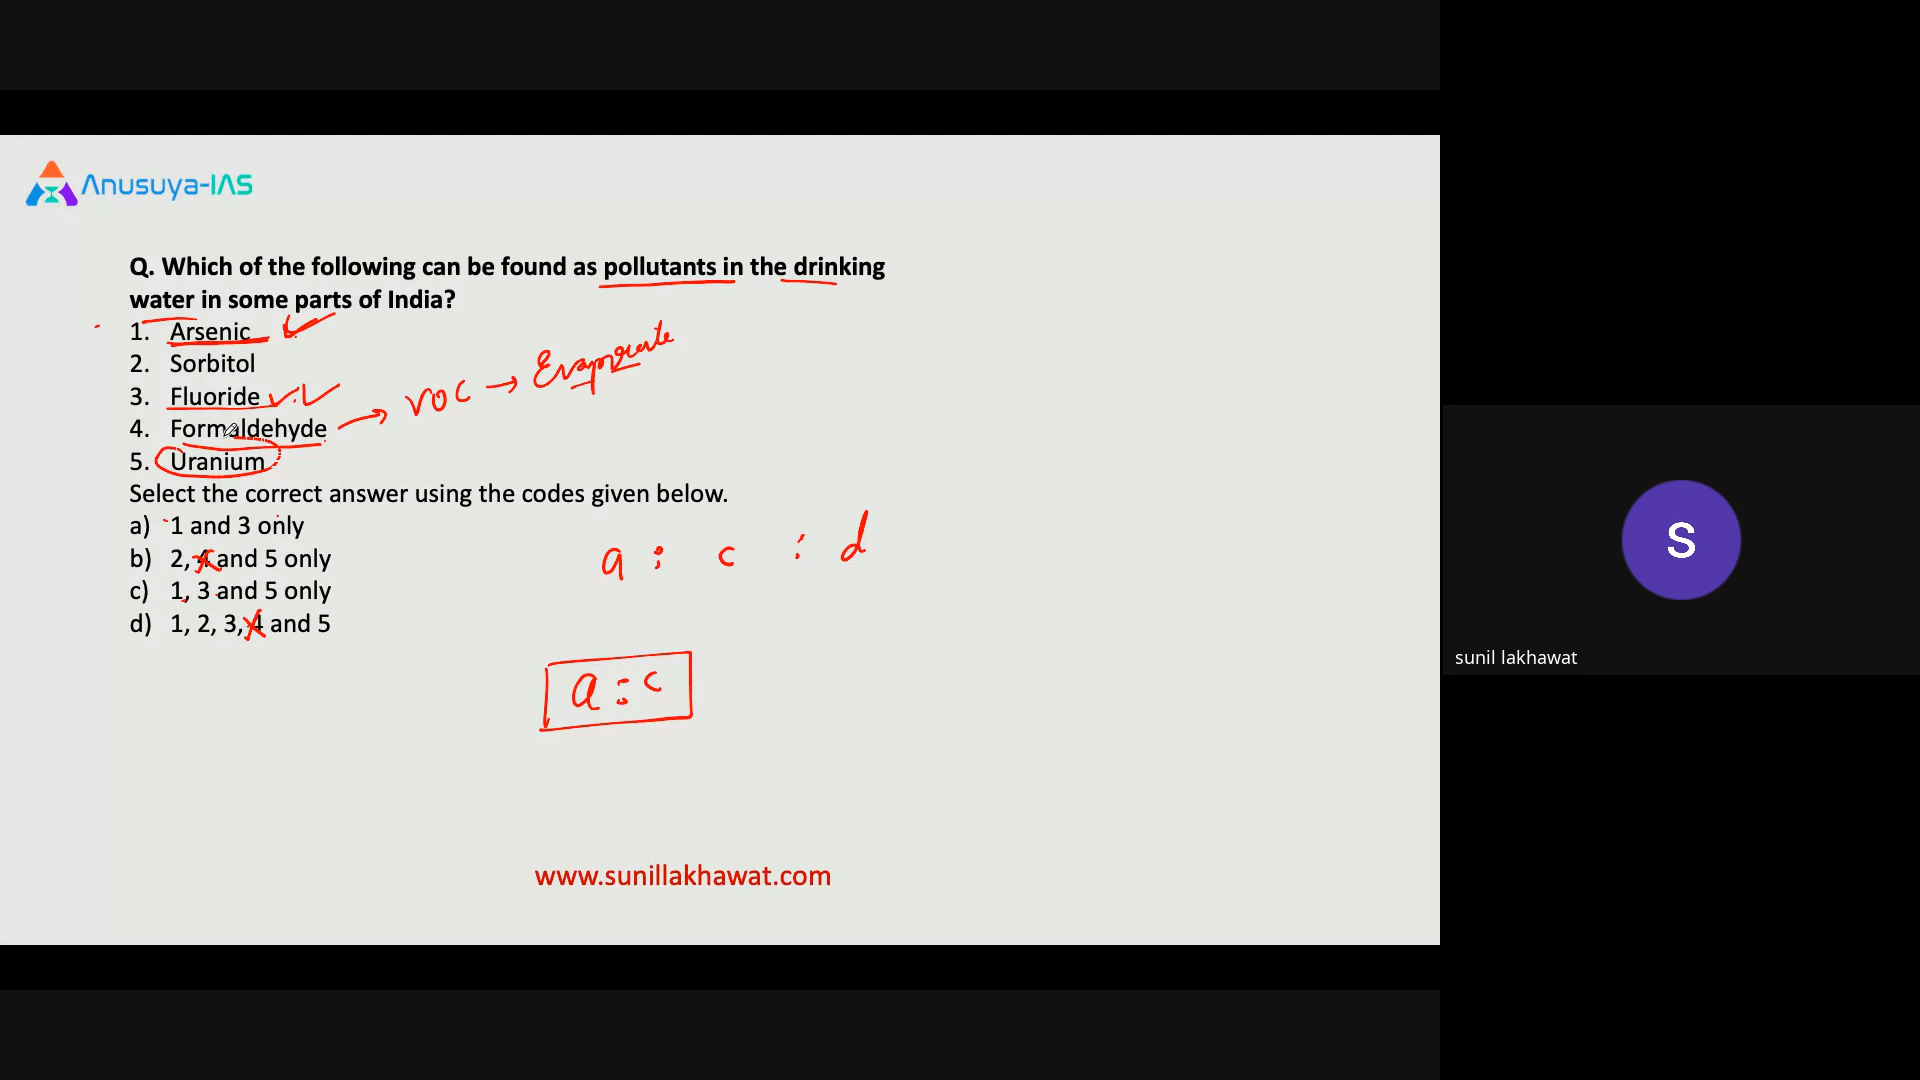 Anusuya-IAS
Q. Which of the following can be found as pollutants in the drinking
water in some parts of India?
1. Arsenic
2. Sorbitol
3. Fluoride
4. Formaldehyde
5. Uranium
VOC → Evaporate
Select the correct answer using the codes given below.
a) 1 and 3 only
b) 2, 4 and 5 only
c) 1, 3 and 5 only
d) 1, 2, 3, 4 and 5
a : c : d
a : c
www.sunillakhawat.com
S
sunil lakhawat